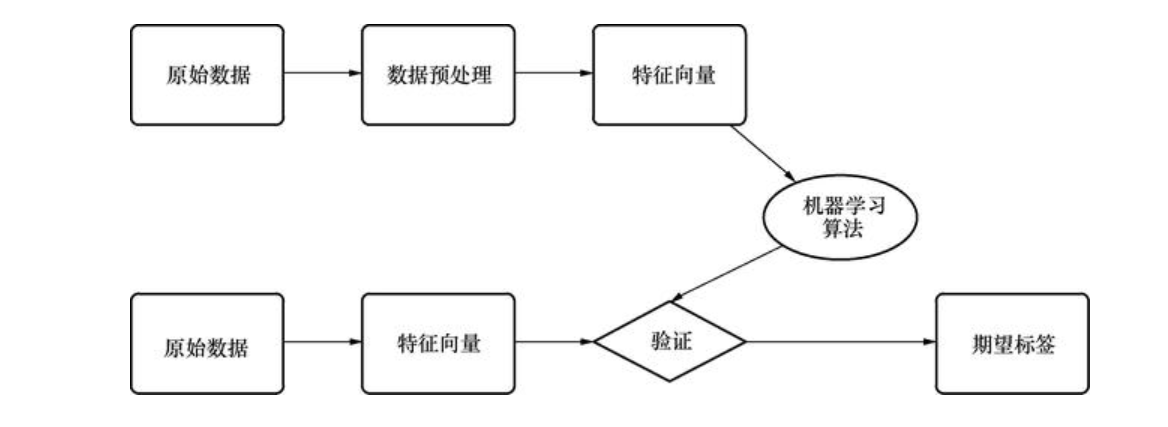 原始数据
数据预处理
特征向量
机器学习
算法
原始数据
特征向量
验证
期望标签